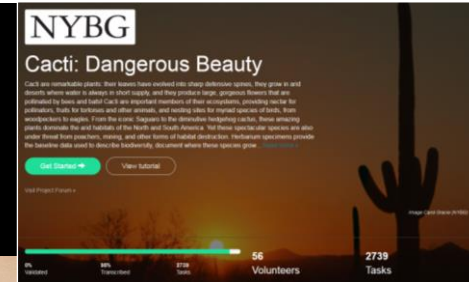 NYBG
Cacti: Dangerous Beauty
Cacti are remarkable plants: their leaves have evolved into sharp defensive spines, they grow in and
deserts where water is always in short supply, and they produce large, gorgeous flowers that are
pollinated by bees and bats! Cacti are important members of their ecosystems, providing nectar for
pollinators, fruits for tortoises and other animals, and nesting sites for myriad species of birds, from
woodpeckers to eagles. From the iconic Saguaro to the diminutive hedgehog cactus, these amazing
plants dominate the arid habitats of the North and South America. Yet these spectacular species are also
under threat from poachers, mining, and other forms of habitat destruction. Herbarium specimens provide
the baseline data used to describe biodiversity, document where these species grow ...
Get Started
View tutorial
Visit Project Forum »
56
2739
Validated
Transcribed
Tasks
Volunteers
Tasks